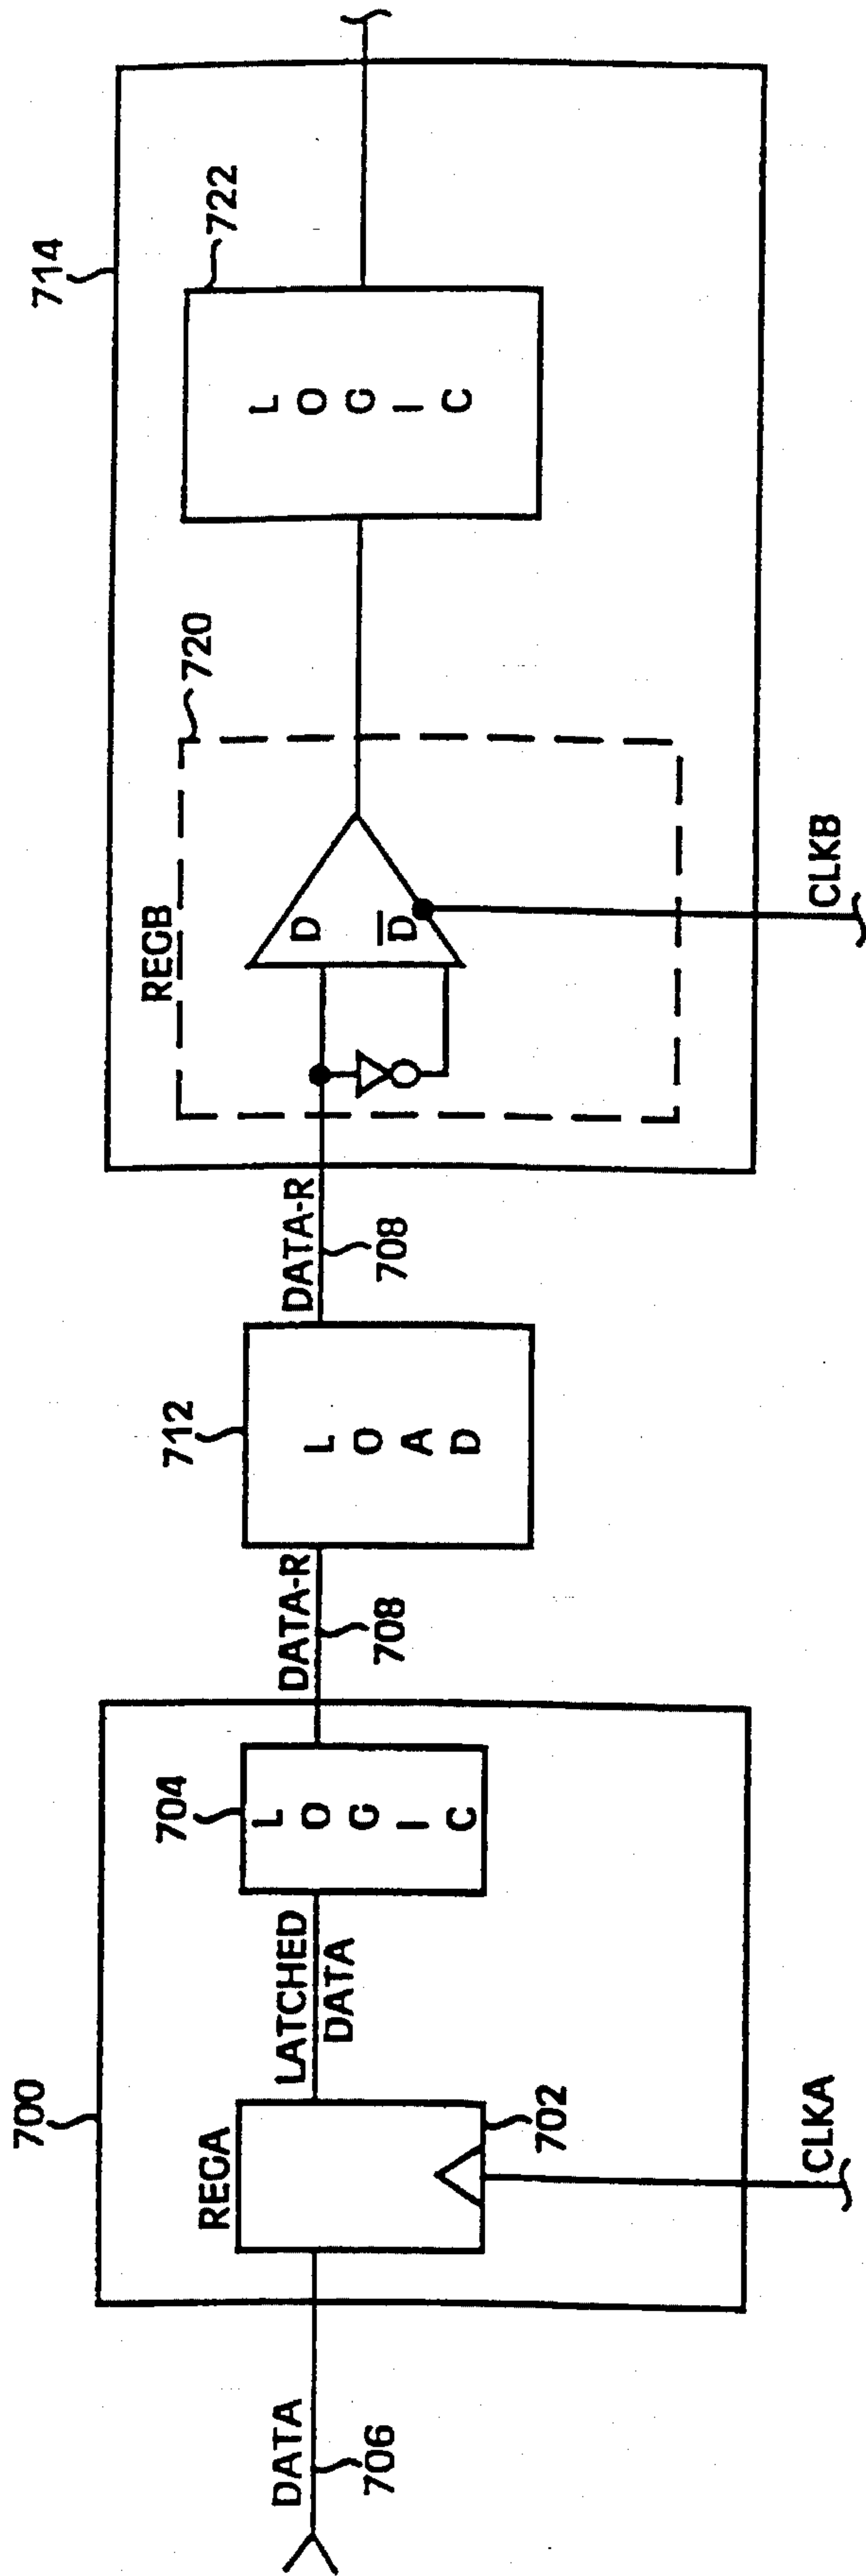 DATA
706
700
REGA
702
CLKA
LATCHED
DATA
704
LOGIC
DATA-R
708
712
LOAD
DATA-R
708
714
REGB
720
D
D̅
CLKB
722
LOGIC